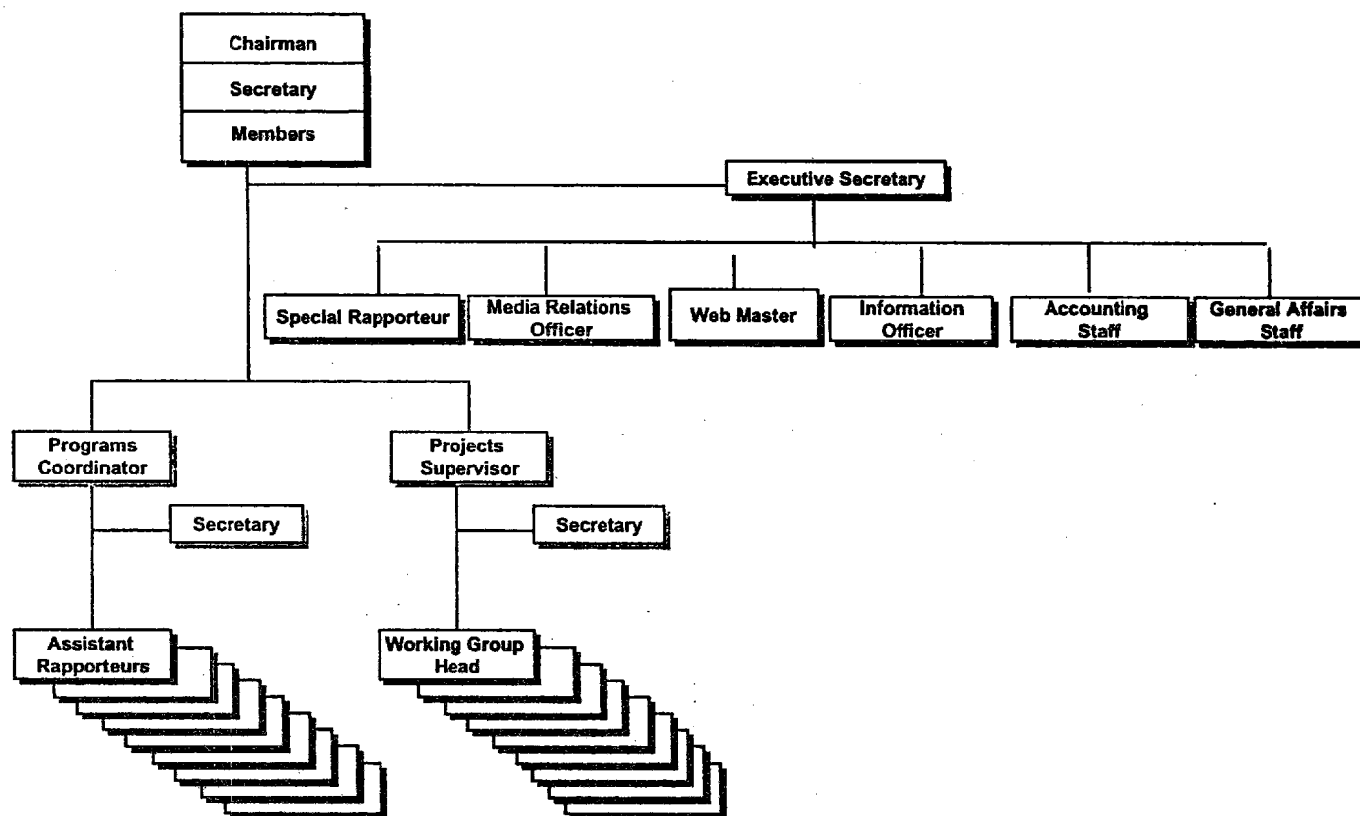 Chairman
Secretary
Members
Executive Secretary
Special Rapporteur
Media Relations
Officer
Web Master
Information
Officer
Accounting
Staff
General Affairs
Staff
Programs
Coordinator
Projects
Supervisor
Secretary
Secretary
Assistant
Rapporteurs
Working Group
Head